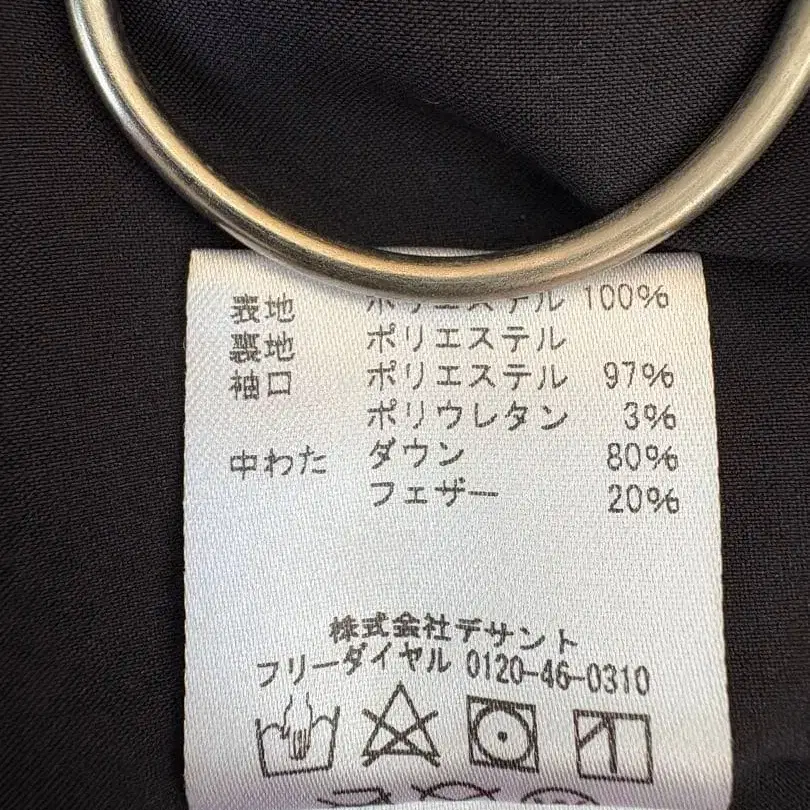 表地 ポリエステル 100%
裏地 ポリエステル
袖口 ポリエステル 97%
ポリウレタン 3%
中わた ダウン 80%
フェザー 20%
株式会社デサント
フリーダイヤル 0120-46-0310